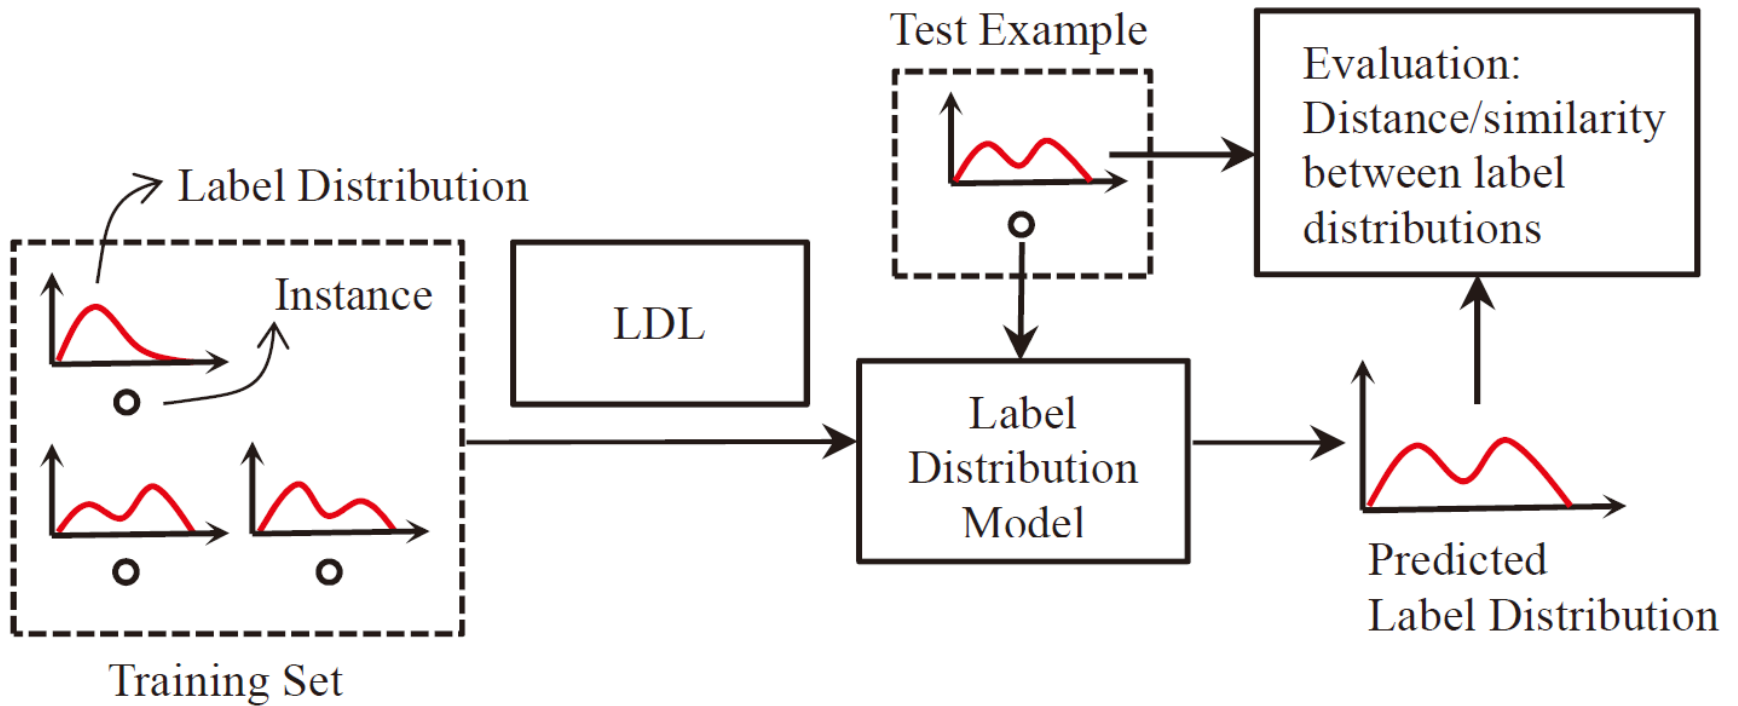 Test Example
Evaluation:
Distance/similarity
between label
distributions
Label Distribution
Instance
LDL
Label
Distribution
Model
Predicted
Label Distribution
Training Set